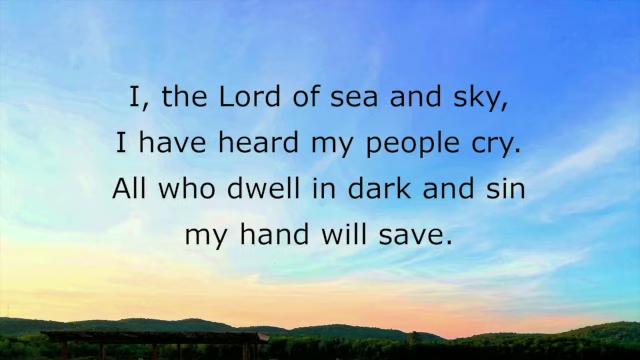 I, the Lord of sea and sky,
I have heard my people cry.
All who dwell in dark and sin
my hand will save.